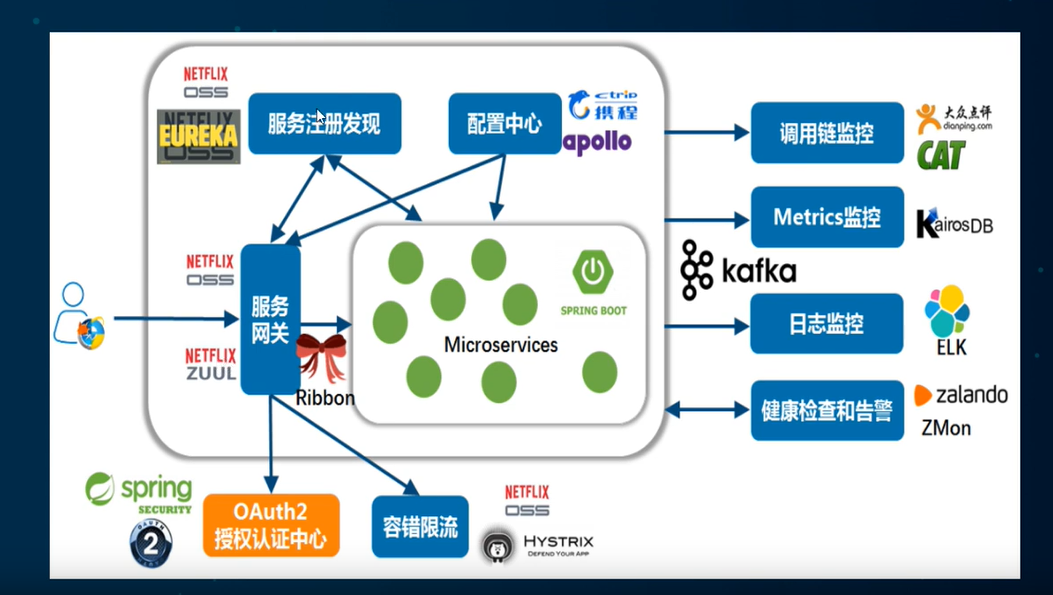 NETFLIX
OSS
NETFLIX
EUREKA
OSS
服务注册发现
配置中心
ctrip
携程
apollo
调用链监控
大众点评
dianping.com
CAT
Metrics监控
KairosDB
kafka
NETFLIX
OSS
服务
网关
NETFLIX
ZUUL
Ribbon
SPRING BOOT
Microservices
日志监控
ELK
健康检查和告警
zalando
ZMon
spring
SECURITY
OAUTH
2
OAuth2
授权认证中心
容错限流
NETFLIX
OSS
HYSTRIX
DEFEND YOUR APP